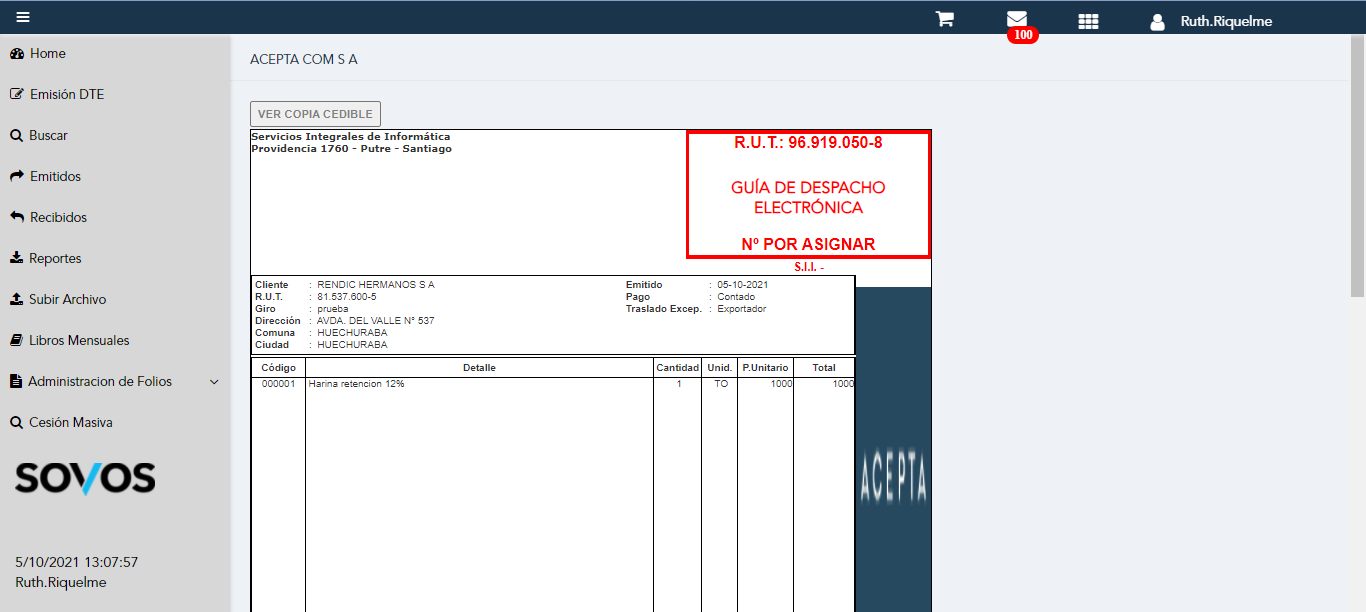 Ruth.Riquelme
100
Home
Emisión DTE
Buscar
Emitidos
Recibidos
Reportes
Subir Archivo
Libros Mensuales
Administracion de Folios
Cesión Masiva
SOVOS
5/10/2021 13:07:57
Ruth.Riquelme
ACEPTA COM S A
VER COPIA CEDIBLE
Servicios Integrales de Informática
Providencia 1760 - Putre - Santiago
R.U.T.: 96.919.050-8
GUÍA DE DESPACHO
ELECTRÓNICA
Nº POR ASIGNAR
S.I.I. -
Cliente : RENDIC HERMANOS S A Emitido : 05-10-2021
R.U.T. : 81.537.600-5 Pago : Contado
Giro : prueba Traslado Excep. : Exportador
Dirección : AVDA. DEL VALLE N° 537
Comuna : HUECHURABA
Ciudad : HUECHURABA
Código Detalle Cantidad Unid. P.Unitario Total
000001 Harina retencion 12% 1 TO 1000 1000
ACEPTA